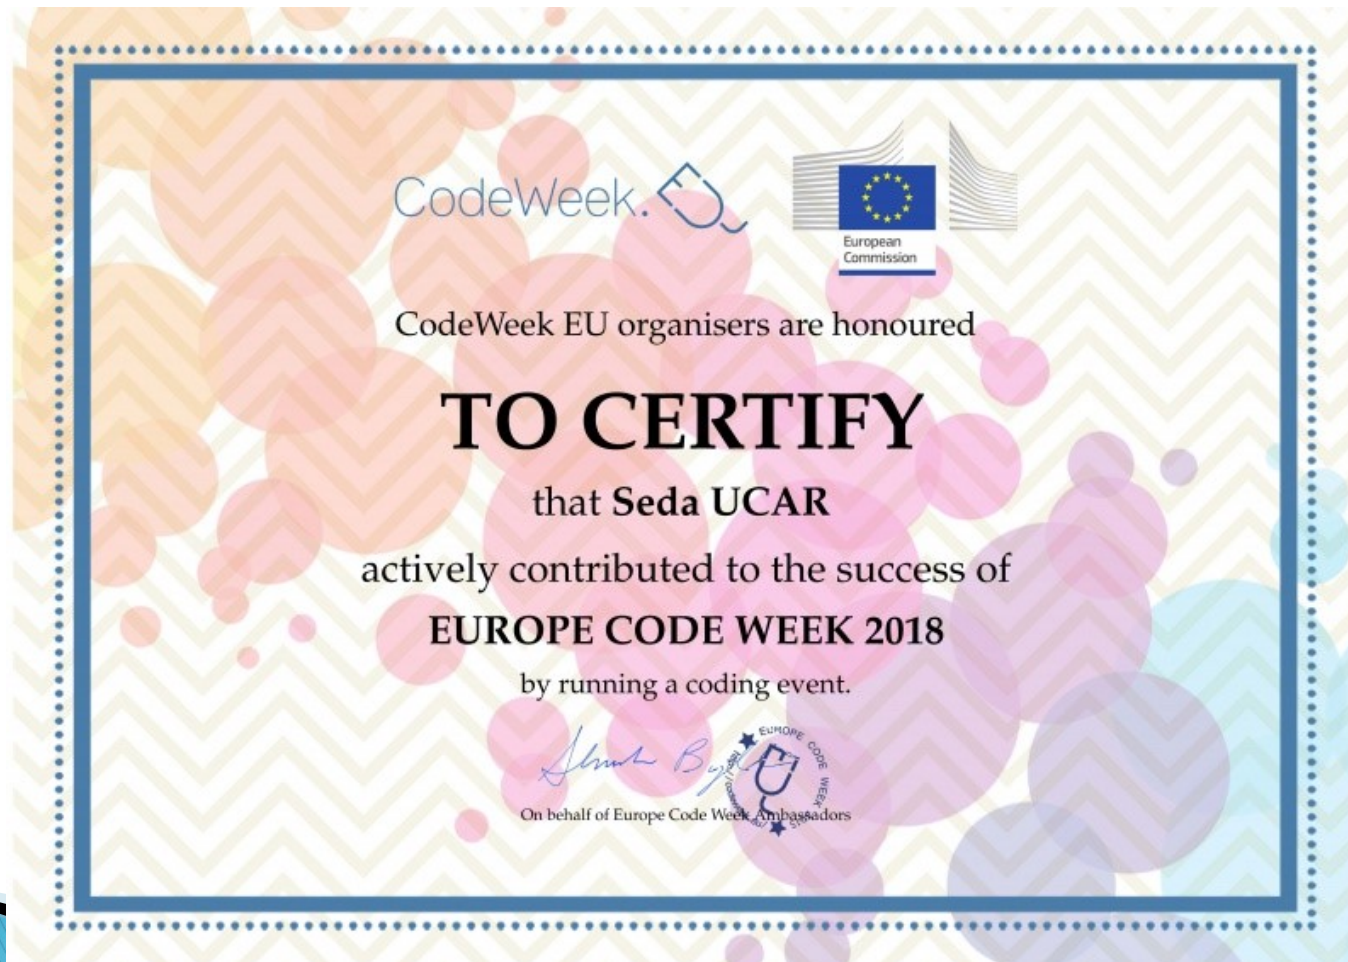 CodeWeek.
European
Commission
CodeWeek EU organisers are honoured
TO CERTIFY
that Seda UCAR
actively contributed to the success of
EUROPE CODE WEEK 2018
by running a coding event.
EUROPE CODE WEEK
On behalf of Europe Code Week Ambassadors